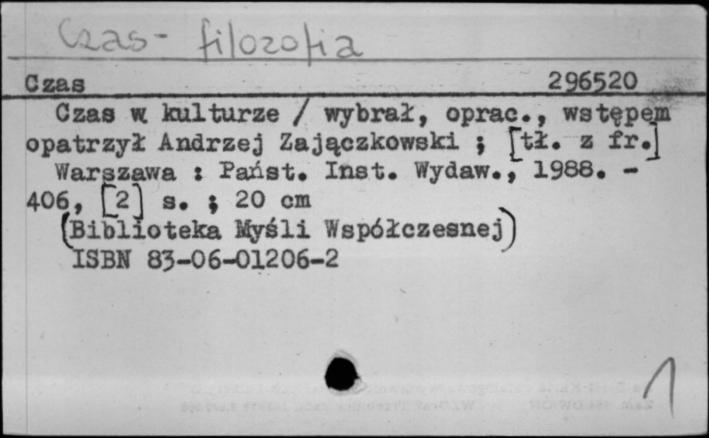 Czas - filozofia
Czas 296520
Czas w kulturze / wybrał, oprac., wstępem
opatrzył Andrzej Zajączkowski ; [tł. z fr.]
Warszawa : Państ. Inst. Wydaw., 1988. -
406, [2] s. ; 20 cm
(Biblioteka Myśli Współczesnej)
ISBN 83-06-01206-2
1